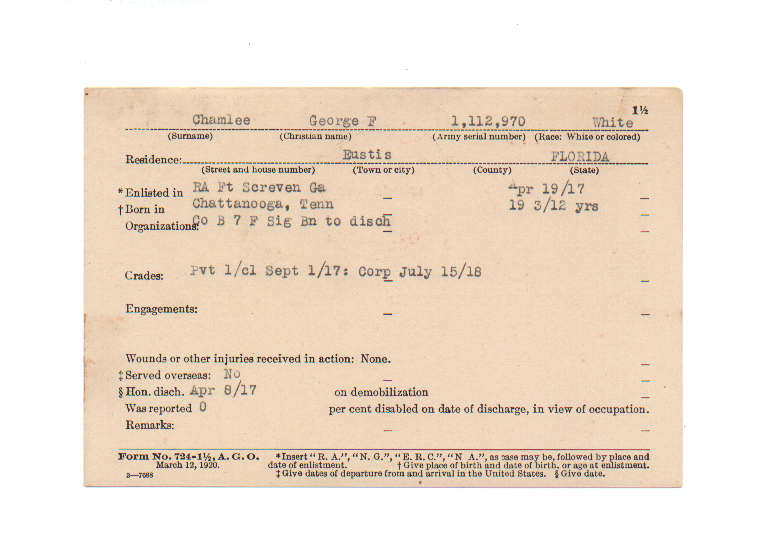 1½
Chamlee George F 1,112,970 White
(Surname) (Christian name) (Army serial number) (Race: White or colored)
Residence: Eustis FLORIDA
(Street and house number) (Town or city) (County) (State)
*Enlisted in RA Ft Screven Ga Apr 19/17
†Born in Chattanooga, Tenn 19 3/12 yrs
Organizations: Co B 7 F Sig Bn to disch
Grades: Pvt 1/cl Sept 1/17: Corp July 15/18
Engagements:
Wounds or other injuries received in action: None.
‡Served overseas: No
§Hon. disch. Apr 8/17 on demobilization
Was reported 0 per cent disabled on date of discharge, in view of occupation.
Remarks:
Form No. 724-1½, A. G. O. *Insert "R. A.", "N. G.", "E. R. C.", "N A.", as case may be, followed by place and
March 12, 1920. date of enlistment. †Give place of birth and date of birth, or age at enlistment.
3—7688 ‡Give dates of departure from and arrival in the United States. §Give date.